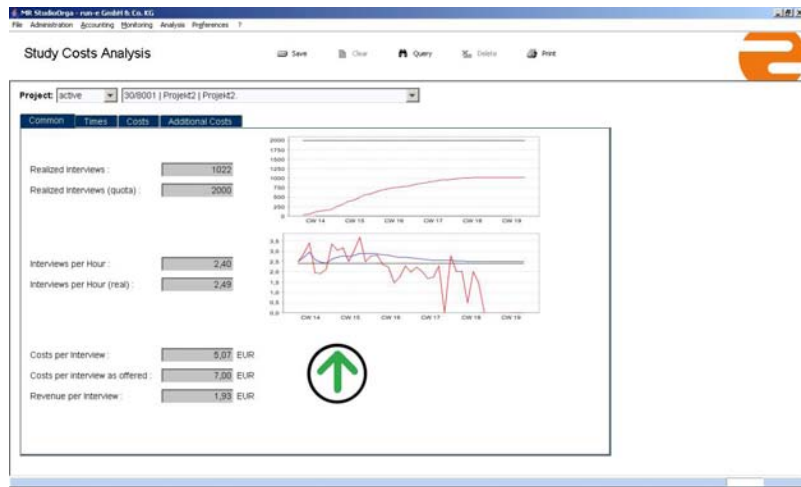 MR StudioOrga - run-e GmbH & Co. KG
File Administration Accounting Monitoring Analysis Preferences ?
Study Costs Analysis
Save Clear Query Delete Print
Project: active 30/8001 | Projekt2 | Projekt2
Common Times Costs Additional Costs
2000
1750
1500
1250
1000
750
500
250
0
CW 14 CW 15 CW 16 CW 17 CW 18 CW 19
Realized Interviews : 1022
Realized Interviews (quota) : 2000
3,5
3,0
2,5
2,0
1,5
1,0
0,5
0,0
CW 14 CW 15 CW 16 CW 17 CW 18 CW 19
Interviews per Hour : 2,40
Interviews per Hour (real) : 2,49
Costs per Interview : 5,07 EUR
Costs per interview as offered : 7,00 EUR
Revenue per Interview : 1,93 EUR